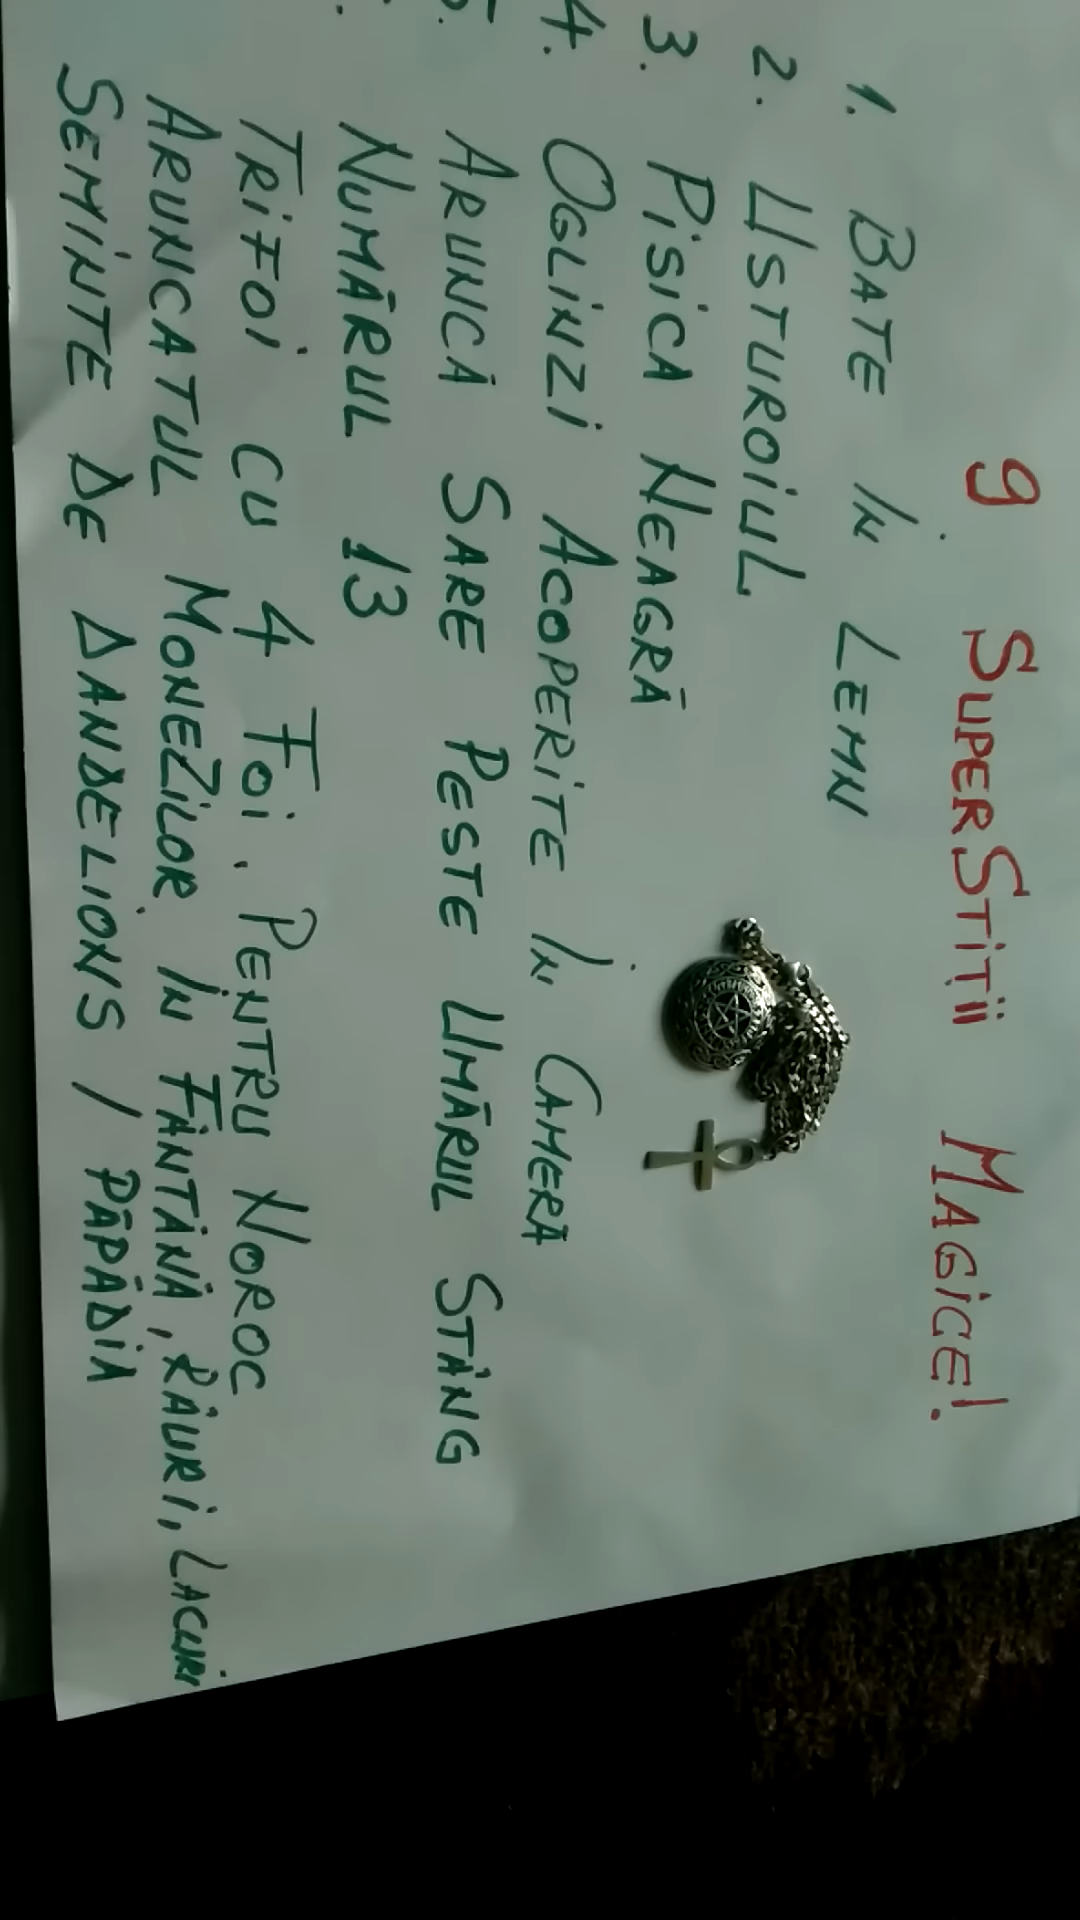 9 SUPERSTIȚII MAGICE!
1. BATE ÎN LEMN
2. USTUROIUL
3. PISICA NEAGRĂ
4. OGLINZI ACOPERITE ÎN CAMERĂ
5. ARUNCĂ SARE PESTE UMĂRUL STÂNG
NUMĂRUL 13
TRIFOI CU 4 FOI. PENTRU NOROC
ARUNCATUL MONEZILOR ÎN FÂNTÂNĂ, RÂURI, LACURI
SEMINTE DE DANDELIONS / PĂPĂDIA